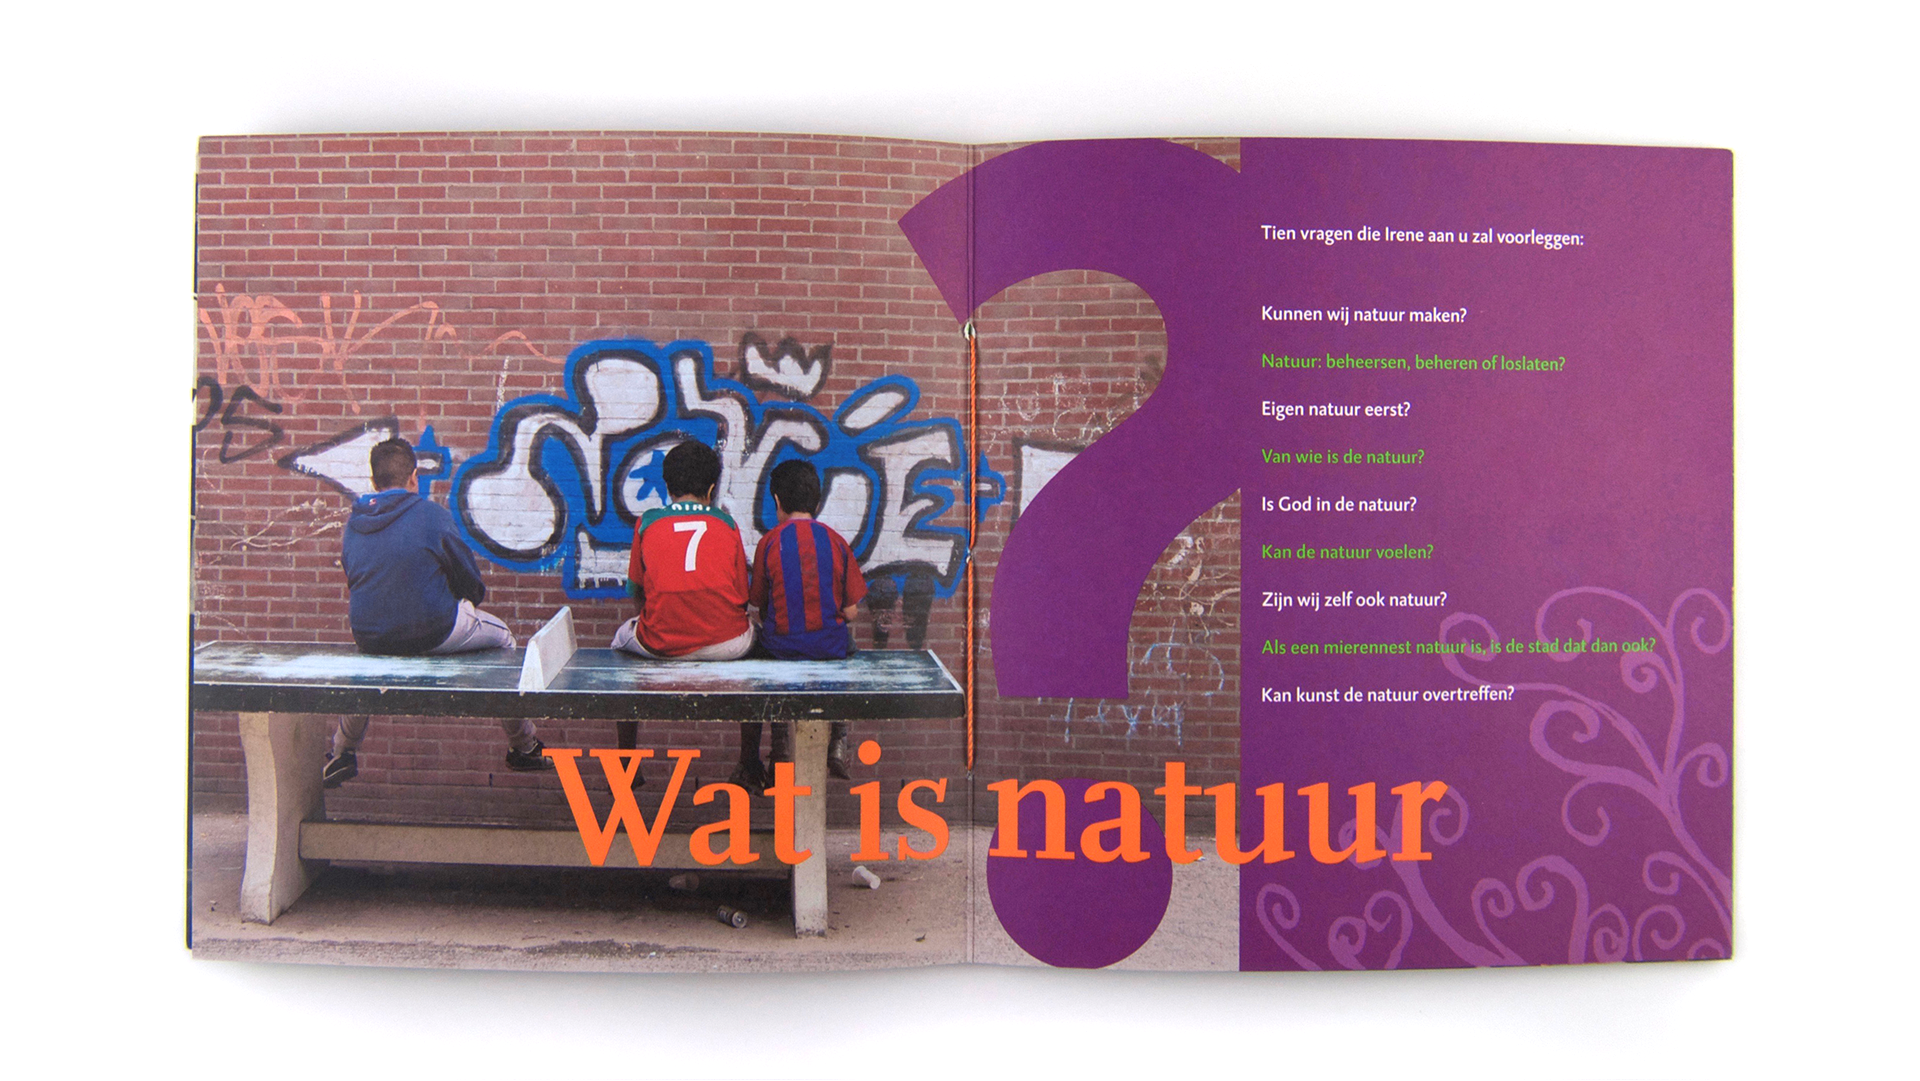 7
Wat is natuur
?
Tien vragen die Irene aan u zal voorleggen:
Kunnen wij natuur maken?
Natuur: beheersen, beheren of loslaten?
Eigen natuur eerst?
Van wie is de natuur?
Is God in de natuur?
Kan de natuur voelen?
Zijn wij zelf ook natuur?
Als een mierennest natuur is, is de stad dat dan ook?
Kan kunst de natuur overtreffen?